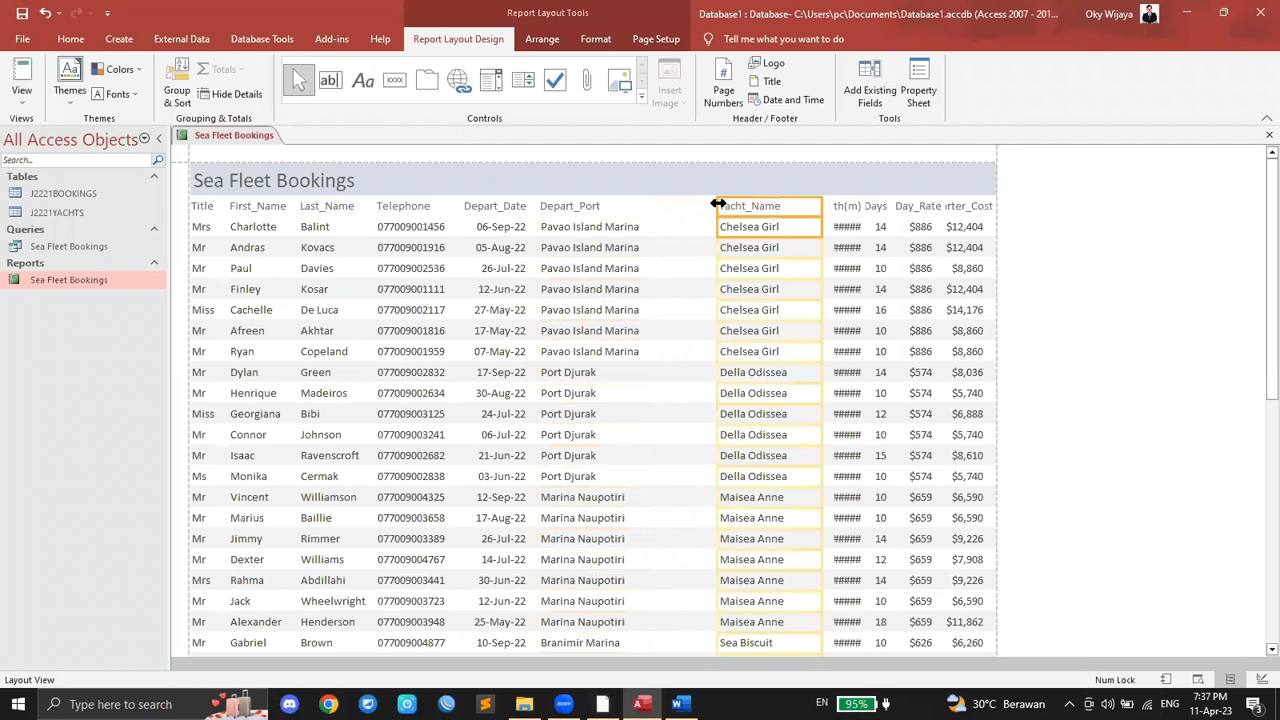 Report Layout Tools
Database1 : Database- C:\Users\pc\Documents\Database1.accdb (Access 2007 - 201...
Oky Wijaya
File Home Create External Data Database Tools Add-ins Help Report Layout Design Arrange Format Page Setup Tell me what you want to do
View Themes Colors Fonts Group & Sort Totals Hide Details Insert Image Page Numbers Logo Title Date and Time Add Existing Fields Property Sheet
Views Themes Grouping & Totals Controls Header / Footer Tools
All Access Objects
Search...
Tables
J2221BOOKINGS
J2221YACHTS
Queries
Sea Fleet Bookings
Reports
Sea Fleet Bookings
Sea Fleet Bookings
Sea Fleet Bookings
Title First_Name Last_Name Telephone Depart_Date Depart_Port Yacht_Name th(m) Days Day_Rate rter_Cost
Mrs Charlotte Balint 077009001456 06-Sep-22 Pavao Island Marina Chelsea Girl ##### 14 $886 $12,404
Mr Andras Kovacs 077009001916 05-Aug-22 Pavao Island Marina Chelsea Girl ##### 14 $886 $12,404
Mr Paul Davies 077009002536 26-Jul-22 Pavao Island Marina Chelsea Girl ##### 10 $886 $8,860
Mr Finley Kosar 077009001111 12-Jun-22 Pavao Island Marina Chelsea Girl ##### 14 $886 $12,404
Miss Cachelle De Luca 077009002117 27-May-22 Pavao Island Marina Chelsea Girl ##### 16 $886 $14,176
Mr Afreen Akhtar 077009001816 17-May-22 Pavao Island Marina Chelsea Girl ##### 10 $886 $8,860
Mr Ryan Copeland 077009001959 07-May-22 Pavao Island Marina Chelsea Girl ##### 10 $886 $8,860
Mr Dylan Green 077009002832 17-Sep-22 Port Djurak Della Odissea ##### 14 $574 $8,036
Mr Henrique Madeiros 077009002634 30-Aug-22 Port Djurak Della Odissea ##### 10 $574 $5,740
Miss Georgiana Bibi 077009003125 24-Jul-22 Port Djurak Della Odissea ##### 12 $574 $6,888
Mr Connor Johnson 077009003241 06-Jul-22 Port Djurak Della Odissea ##### 10 $574 $5,740
Mr Isaac Ravenscroft 077009002682 21-Jun-22 Port Djurak Della Odissea ##### 15 $574 $8,610
Ms Monika Cermak 077009002838 03-Jun-22 Port Djurak Della Odissea ##### 10 $574 $5,740
Mr Vincent Williamson 077009004325 12-Sep-22 Marina Naupotiri Maisea Anne ##### 10 $659 $6,590
Mr Marius Baillie 077009003658 17-Aug-22 Marina Naupotiri Maisea Anne ##### 10 $659 $6,590
Mr Jimmy Rimmer 077009003389 26-Jul-22 Marina Naupotiri Maisea Anne ##### 14 $659 $9,226
Mr Dexter Williams 077009004767 14-Jul-22 Marina Naupotiri Maisea Anne ##### 12 $659 $7,908
Mrs Rahma Abdillahi 077009003441 30-Jun-22 Marina Naupotiri Maisea Anne ##### 14 $659 $9,226
Mr Jack Wheelwright 077009003723 12-Jun-22 Marina Naupotiri Maisea Anne ##### 10 $659 $6,590
Mr Alexander Henderson 077009003948 25-May-22 Marina Naupotiri Maisea Anne ##### 18 $659 $11,862
Mr Gabriel Brown 077009004877 10-Sep-22 Branimir Marina Sea Biscuit ##### 10 $626 $6,260
Layout View Num Lock
Type here to search EN 95% 30°C Berawan ENG 7:37 PM 11-Apr-23